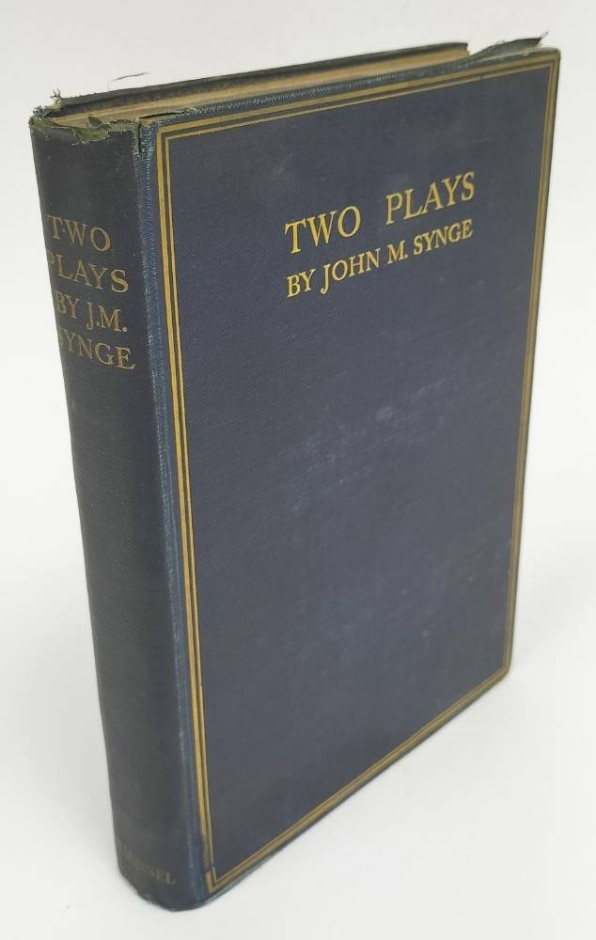 TWO
PLAYS
BY J.M.
SYNGE
TWO PLAYS
BY JOHN M. SYNGE